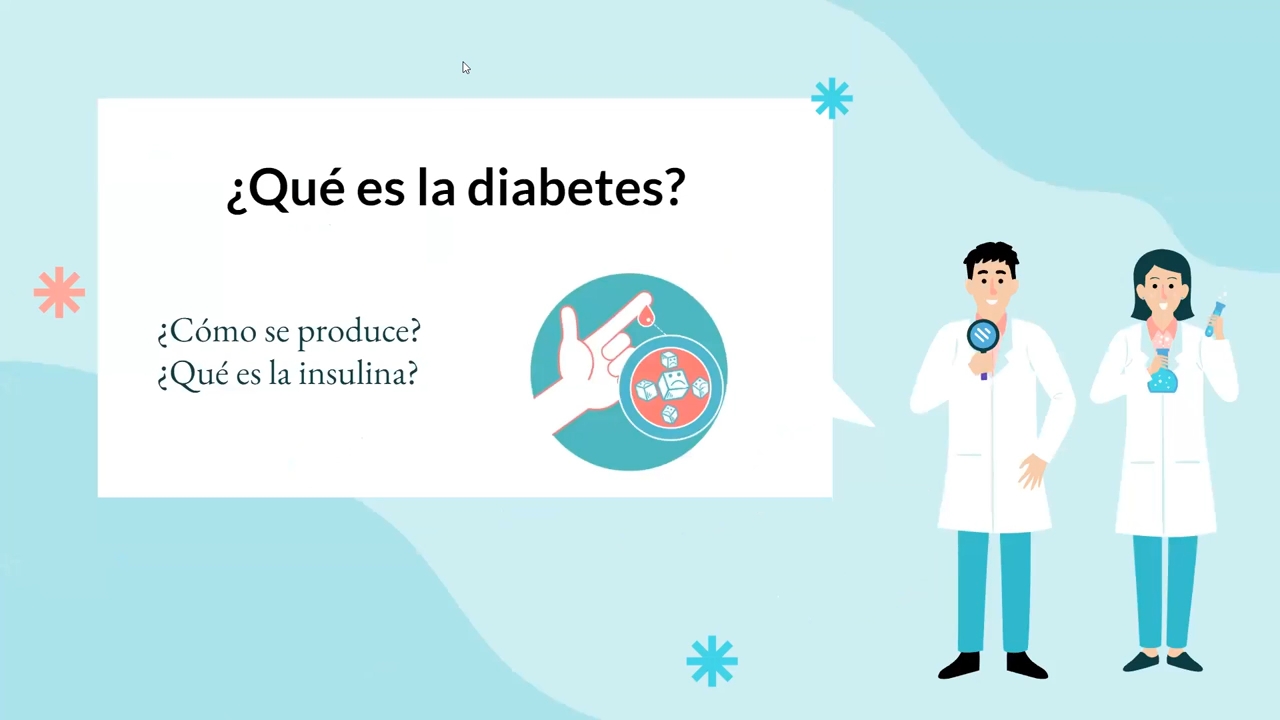 ¿Qué es la diabetes?
¿Cómo se produce?
¿Qué es la insulina?